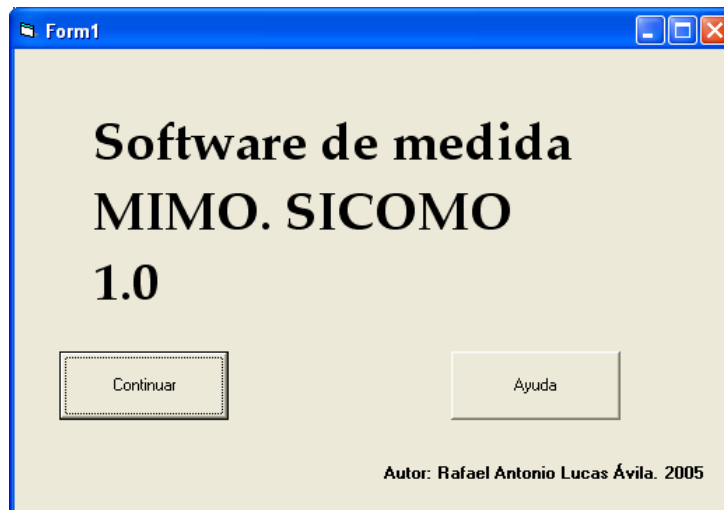 Form1
Software de medida
MIMO. SICOMO
1.0
Continuar
Ayuda
Autor: Rafael Antonio Lucas Ávila. 2005